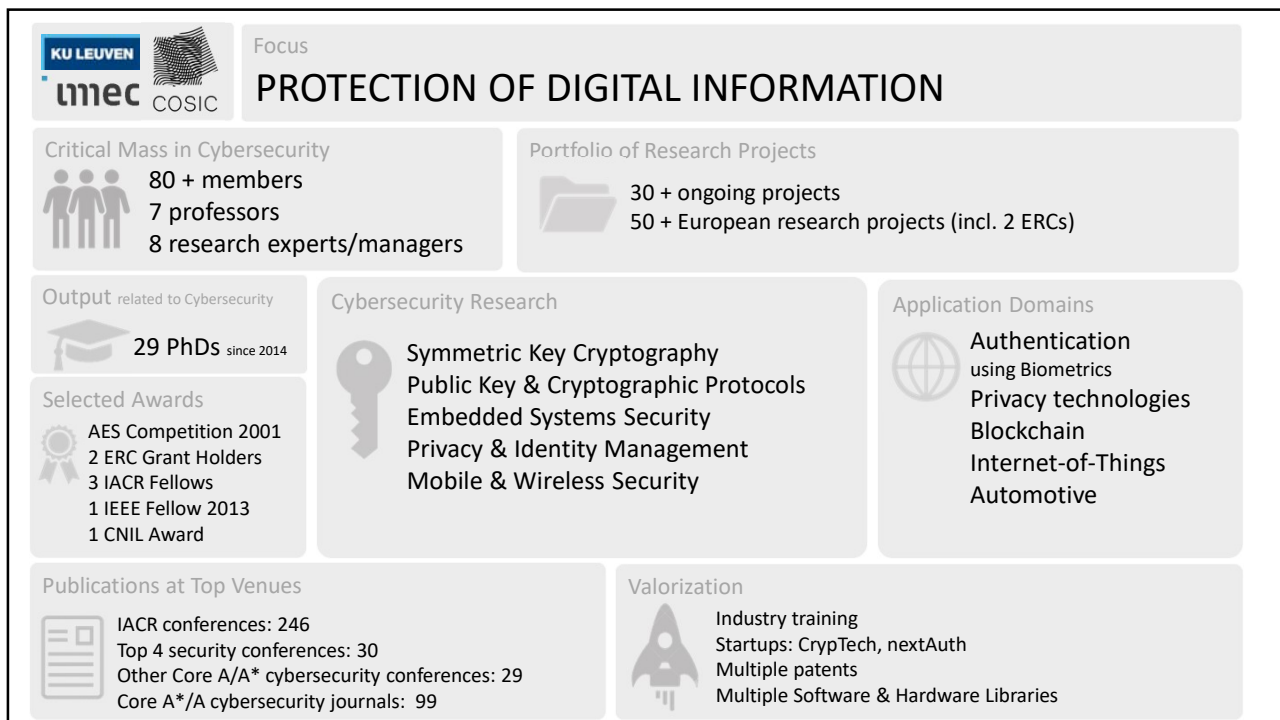 KU LEUVEN
imec
COSIC
Focus
PROTECTION OF DIGITAL INFORMATION
Critical Mass in Cybersecurity
80 + members
7 professors
8 research experts/managers
Portfolio of Research Projects
30 + ongoing projects
50 + European research projects (incl. 2 ERCs)
Output related to Cybersecurity
29 PhDs since 2014
Selected Awards
AES Competition 2001
2 ERC Grant Holders
3 IACR Fellows
1 IEEE Fellow 2013
1 CNIL Award
Cybersecurity Research
Symmetric Key Cryptography
Public Key & Cryptographic Protocols
Embedded Systems Security
Privacy & Identity Management
Mobile & Wireless Security
Application Domains
Authentication
using Biometrics
Privacy technologies
Blockchain
Internet-of-Things
Automotive
Publications at Top Venues
IACR conferences: 246
Top 4 security conferences: 30
Other Core A/A* cybersecurity conferences: 29
Core A*/A cybersecurity journals: 99
Valorization
Industry training
Startups: CrypTech, nextAuth
Multiple patents
Multiple Software & Hardware Libraries